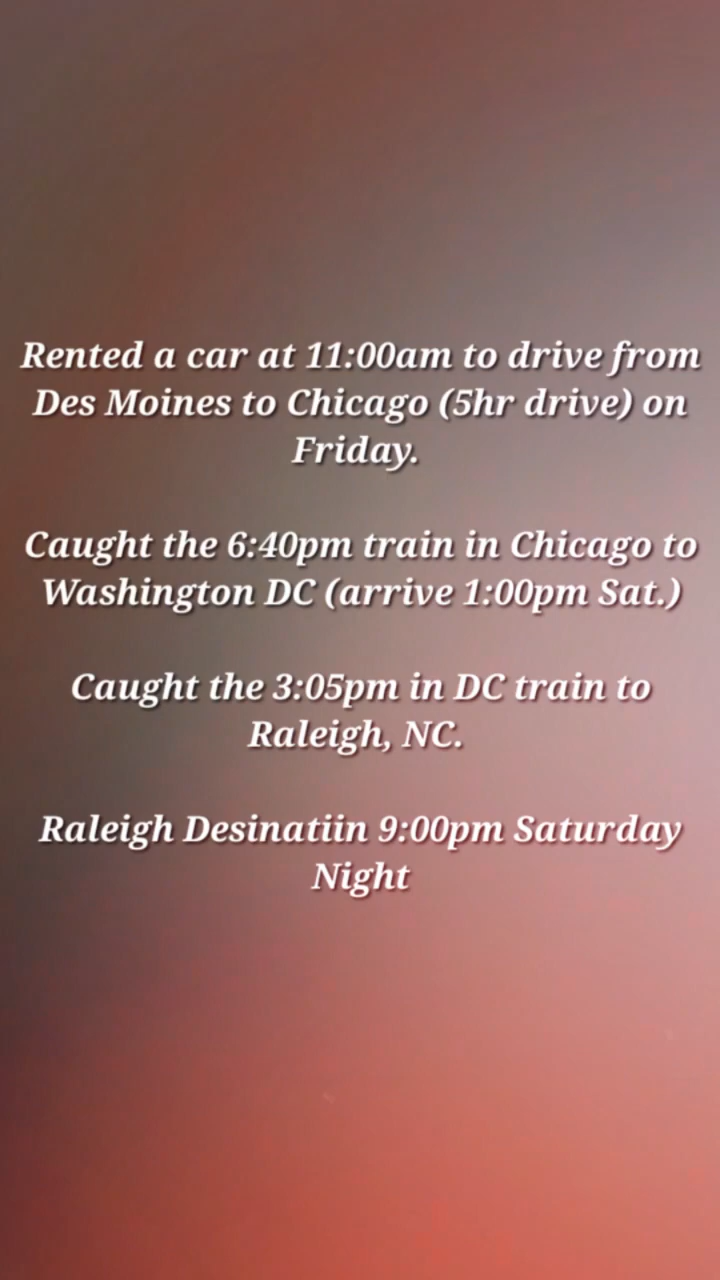 Rented a car at 11:00am to drive from
Des Moines to Chicago (5hr drive) on
Friday.
Caught the 6:40pm train in Chicago to
Washington DC (arrive 1:00pm Sat.)
Caught the 3:05pm in DC train to
Raleigh, NC.
Raleigh Desinatiin 9:00pm Saturday
Night